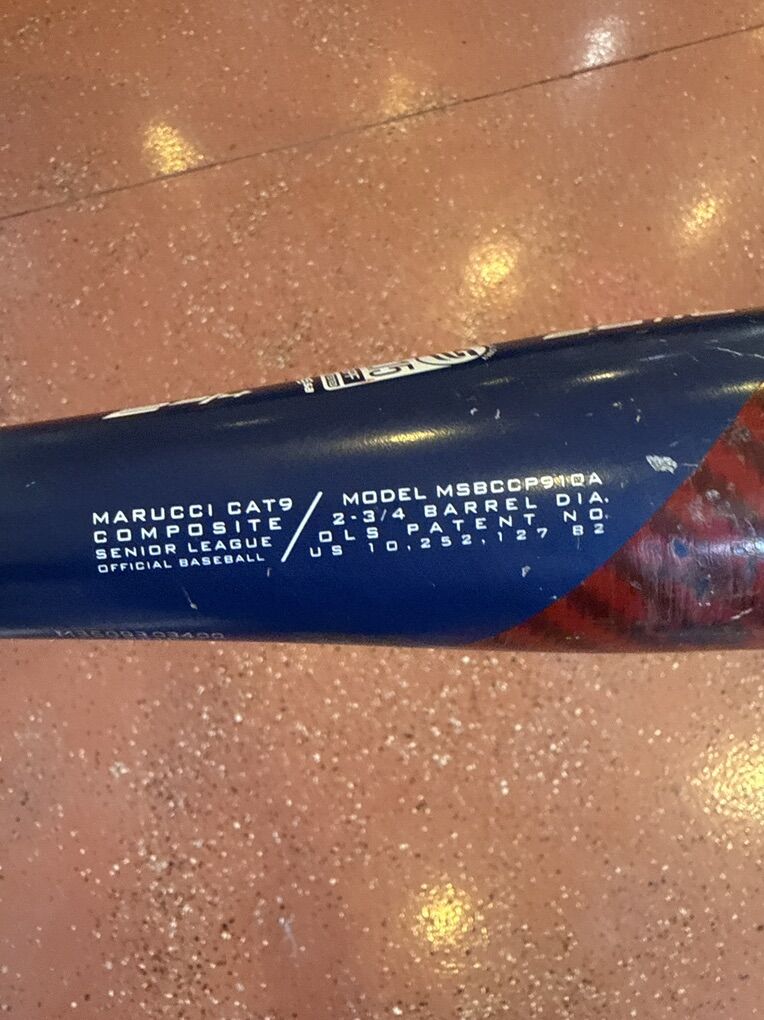 MARUCCI CAT9
COMPOSITE
SENIOR LEAGUE
OFFICIAL BASEBALL
MODEL MSBCCP910A
2-3/4 BARREL DIA.
OLS PATENT NO.
US 10,252,127 B2